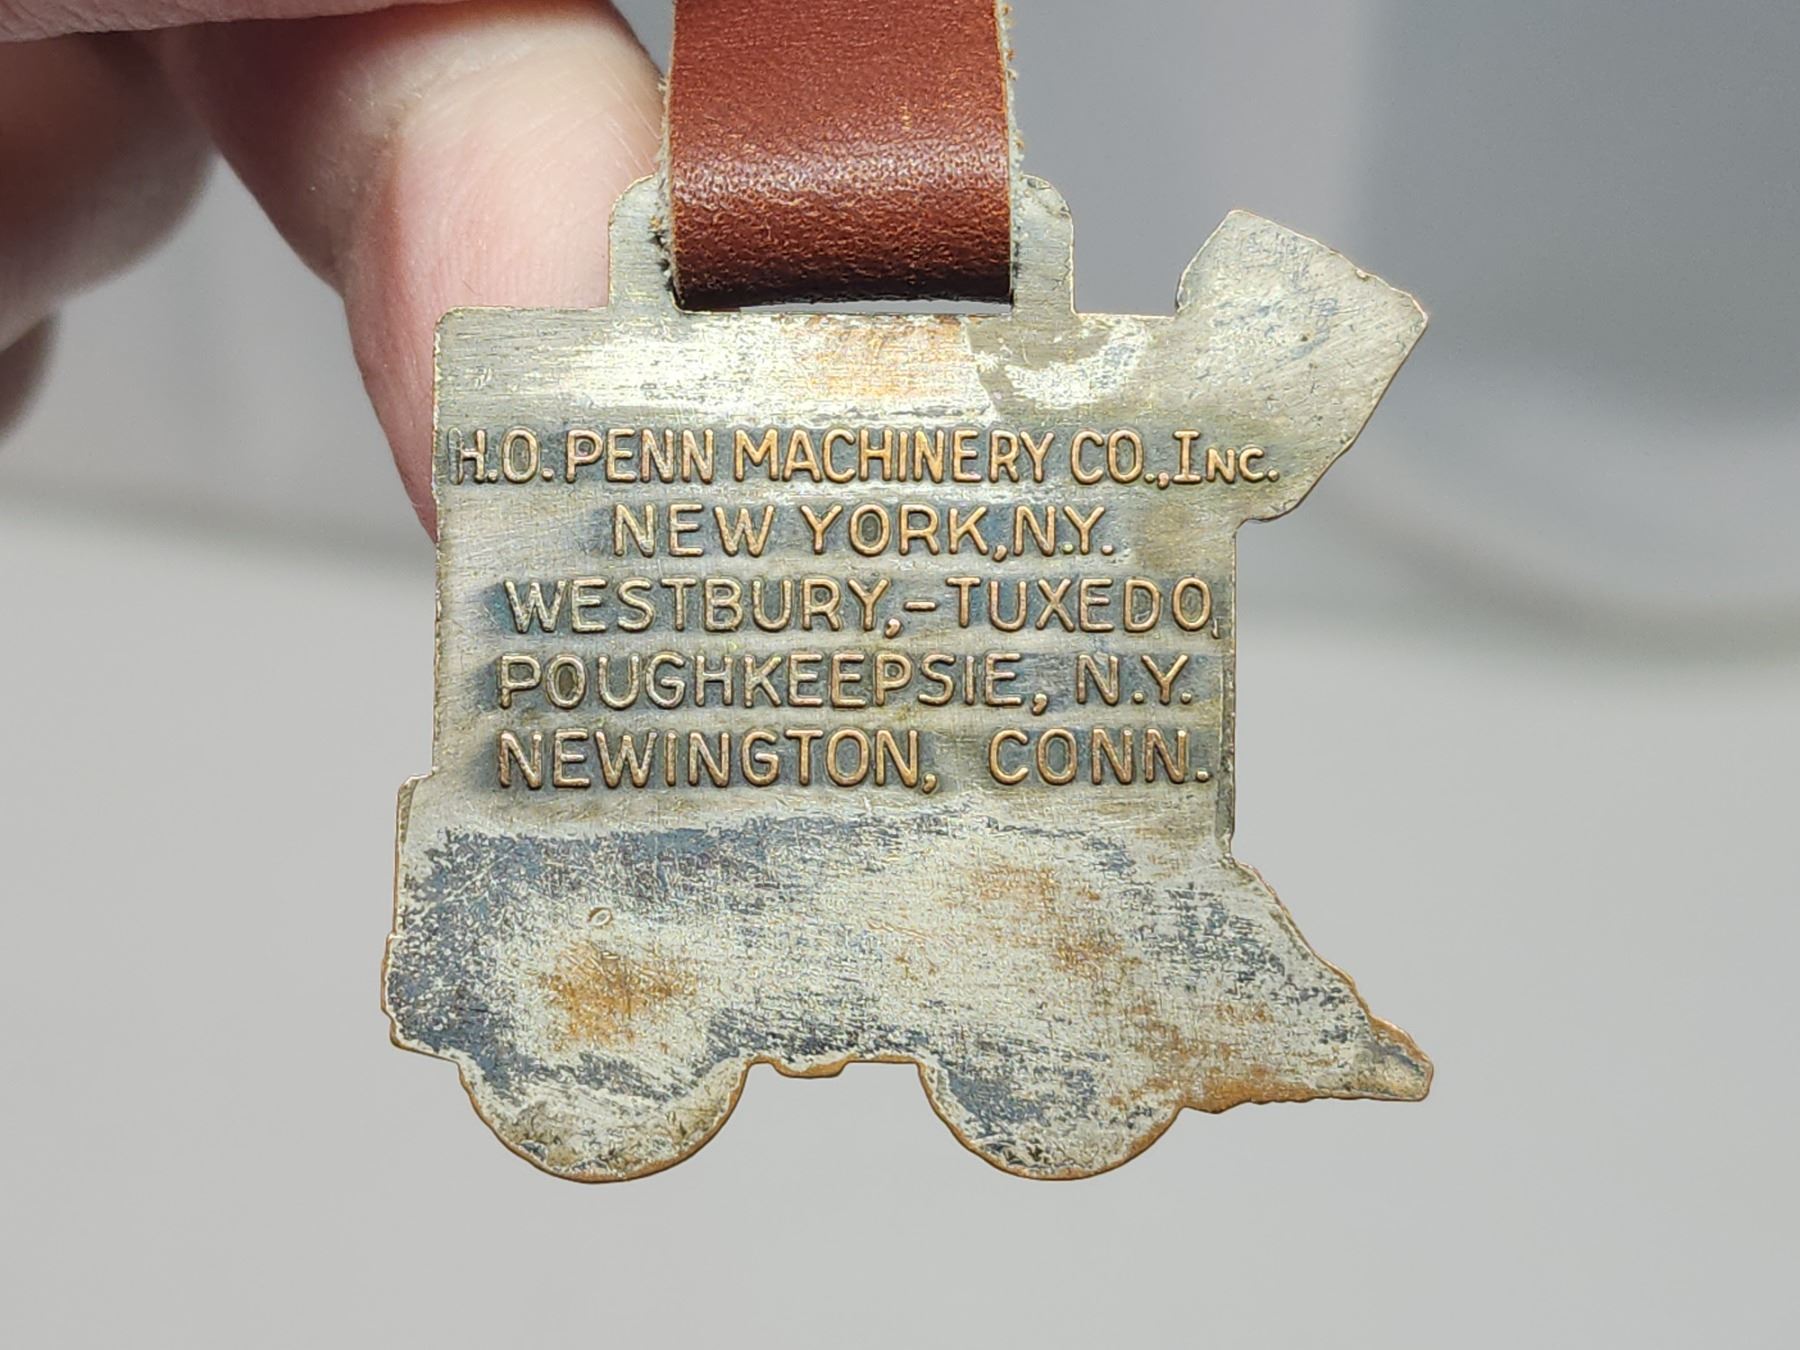 H.O. PENN MACHINERY CO., INC.
NEW YORK, N.Y.
WESTBURY,-TUXEDO,
POUGHKEEPSIE, N.Y.
NEWINGTON, CONN.